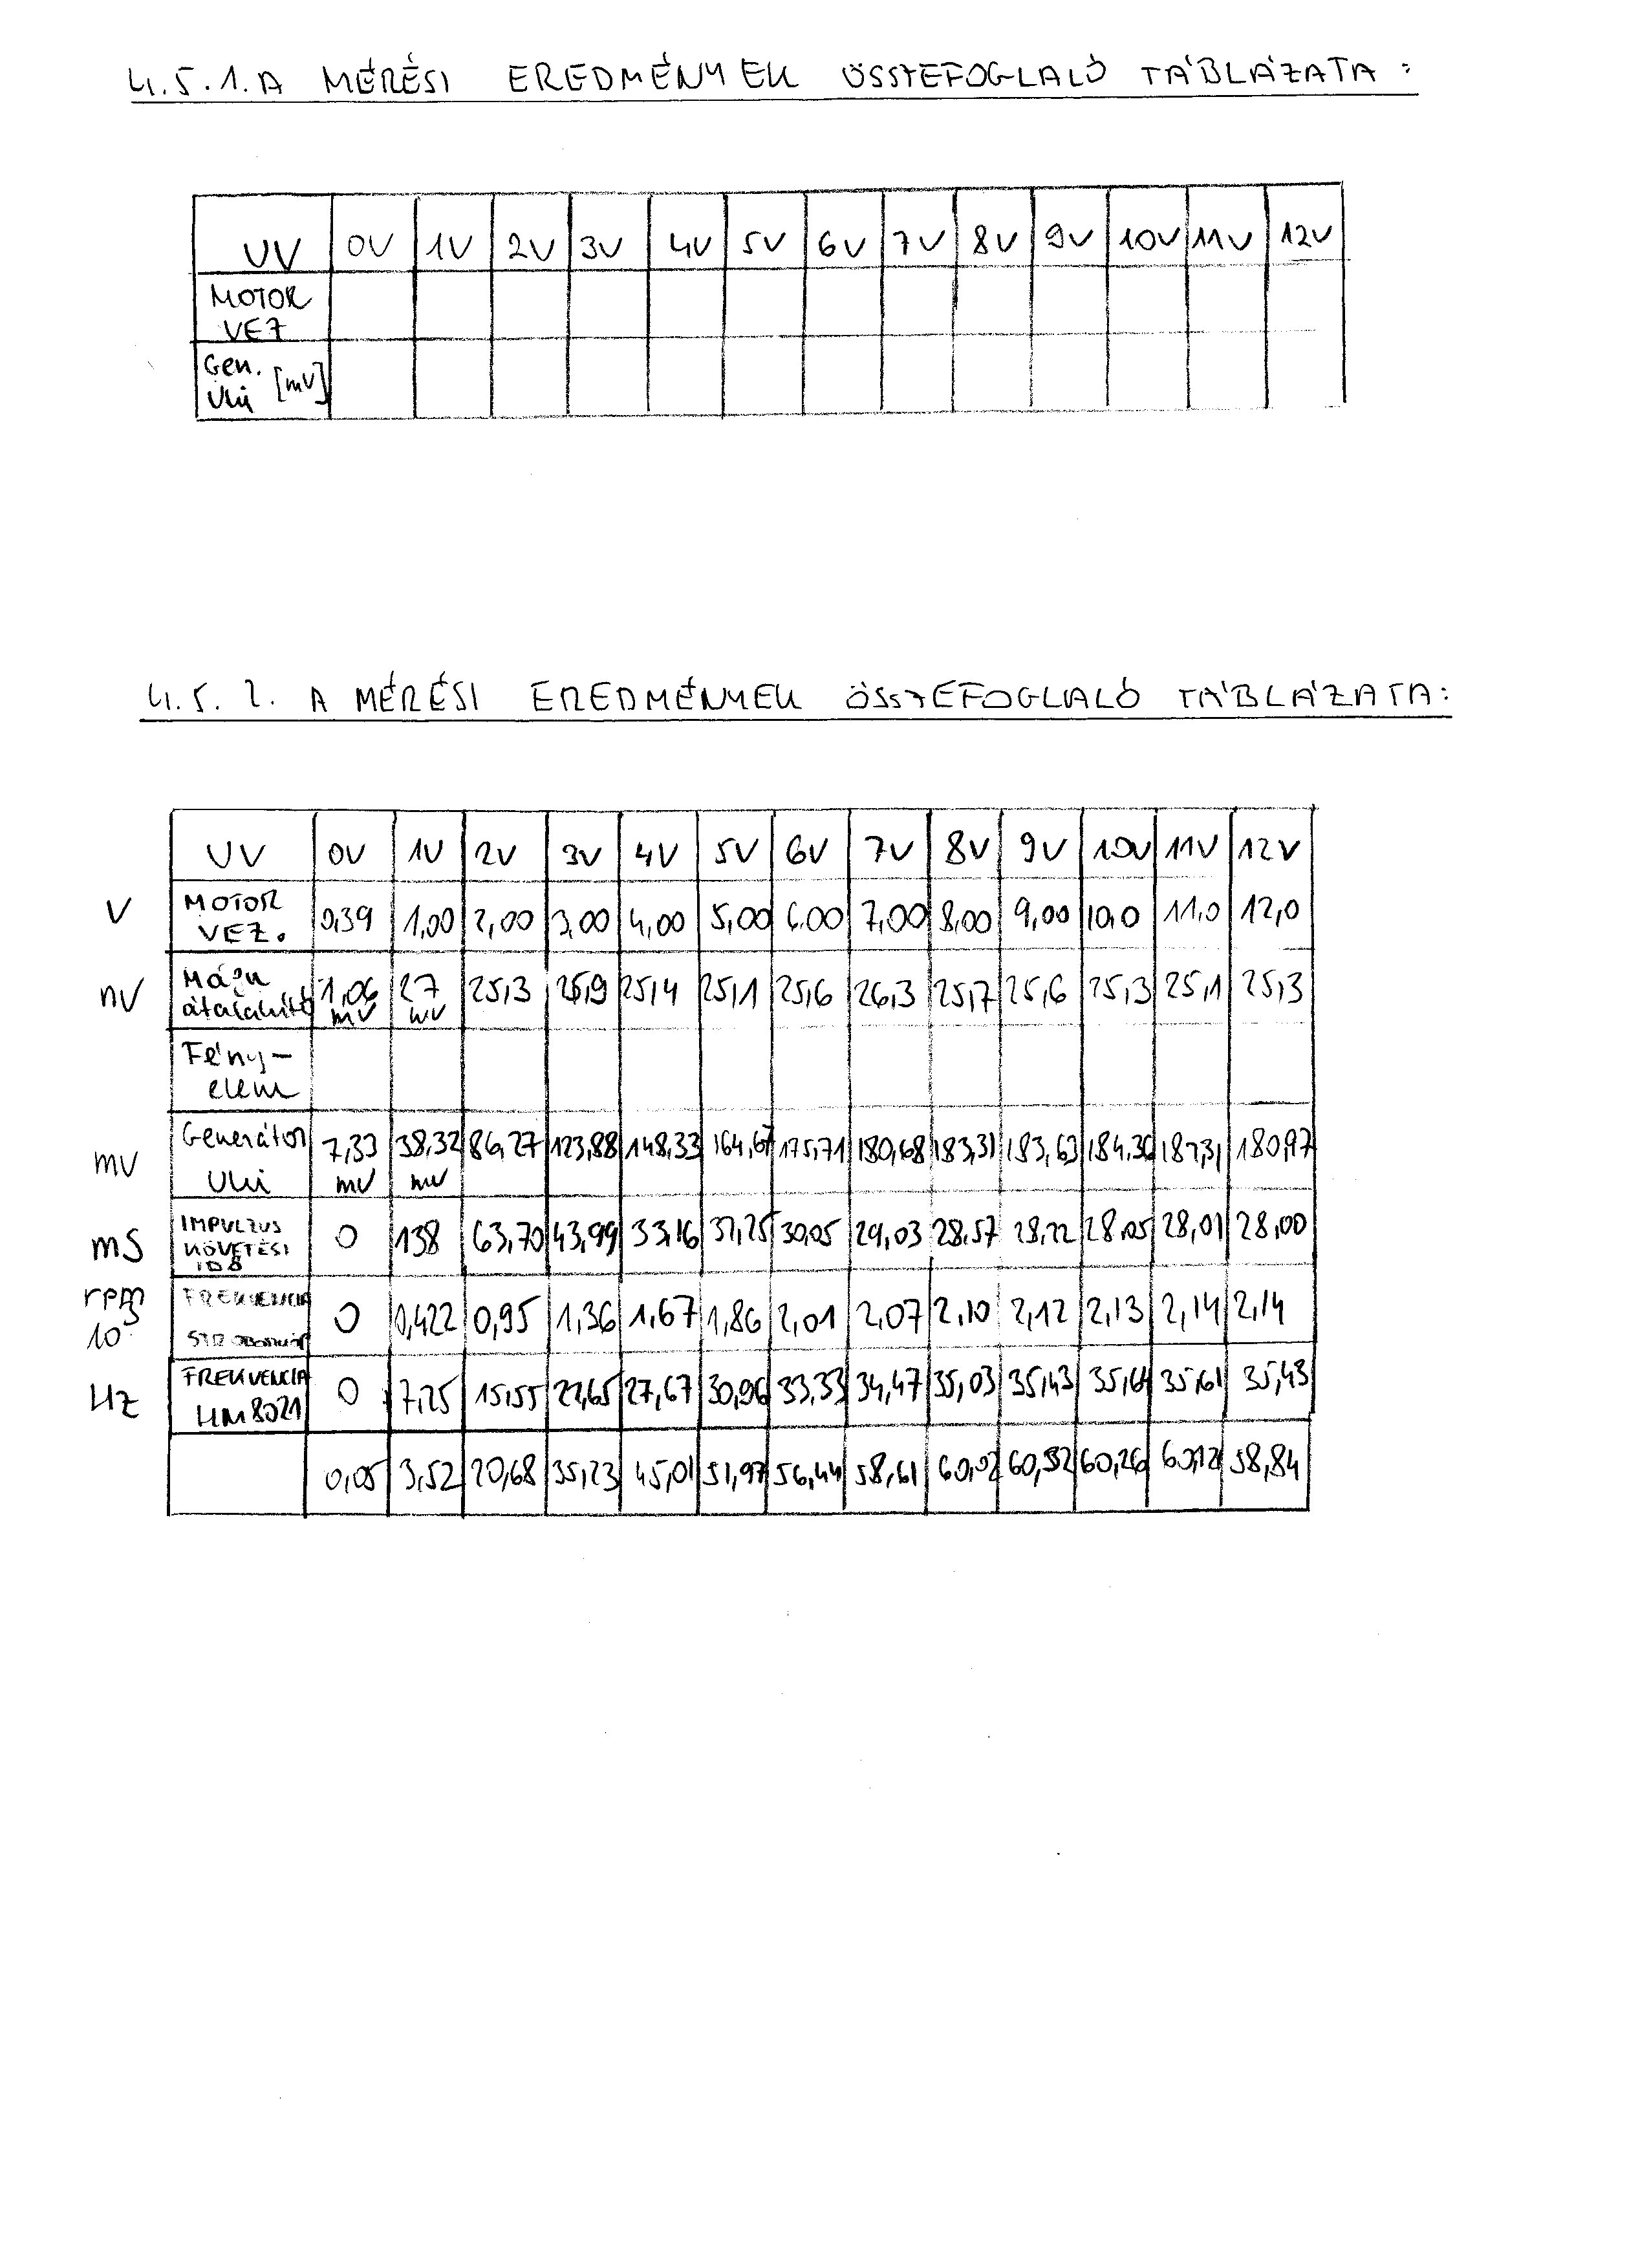 4.5.1. A MÉRÉSI EREDMÉNYEK ÖSSZEFOGLALÓ TÁBLÁZATA:
UV 0V 1V 2V 3V 4V 5V 6V 7V 8V 9V 10V 11V 12V
MOTOR
VEZ
Gen.
Uki [mV]
4.5.2. A MÉRÉSI EREDMÉNYEK ÖSSZEFOGLALÓ TÁBLÁZATA:
UV 0V 1V 2V 3V 4V 5V 6V 7V 8V 9V 10V 11V 12V
V MOTOR VEZ. 0,39 1,00 2,00 3,00 4,00 5,00 6,00 7,00 8,00 9,00 10,0 11,0 12,0
mV Mágn átalakító 1,06 mV 27 mV 25,3 25,9 25,4 25,1 25,6 26,3 25,7 25,6 25,3 25,1 25,3
Fény-
elem
mV Generátor Uki 7,33 mV 38,32 mV 86,27 123,88 148,33 164,67 175,71 180,68 183,31 183,63 184,36 187,31 180,97
mS IMPULZUS KÖVETÉSI IDŐ 0 138 63,70 43,99 33,16 31,25 30,05 29,03 28,57 28,22 28,05 28,01 28,00
rpm 10³ FREKVENCIA 0 0,422 0,95 1,36 1,67 1,86 2,01 2,07 2,10 2,12 2,13 2,14 2,14
Hz FREKVENCIA HM8021 0 7,25 15,55 22,65 27,67 30,96 33,33 34,47 35,03 35,43 35,64 35,61 35,43
0,05 3,52 20,68 35,23 45,01 51,97 56,44 58,61 60,02 60,32 60,26 60,12 58,84